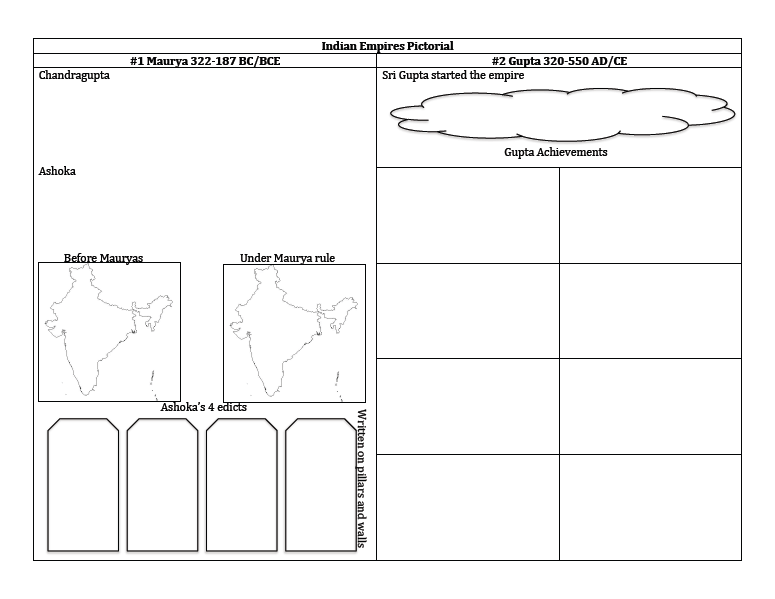 Indian Empires Pictorial
#1 Maurya 322-187 BC/BCE
#2 Gupta 320-550 AD/CE
Chandragupta
Ashoka
Before Mauryas
Under Maurya rule
Ashoka's 4 edicts
Written on pillars and walls
Sri Gupta started the empire
Gupta Achievements